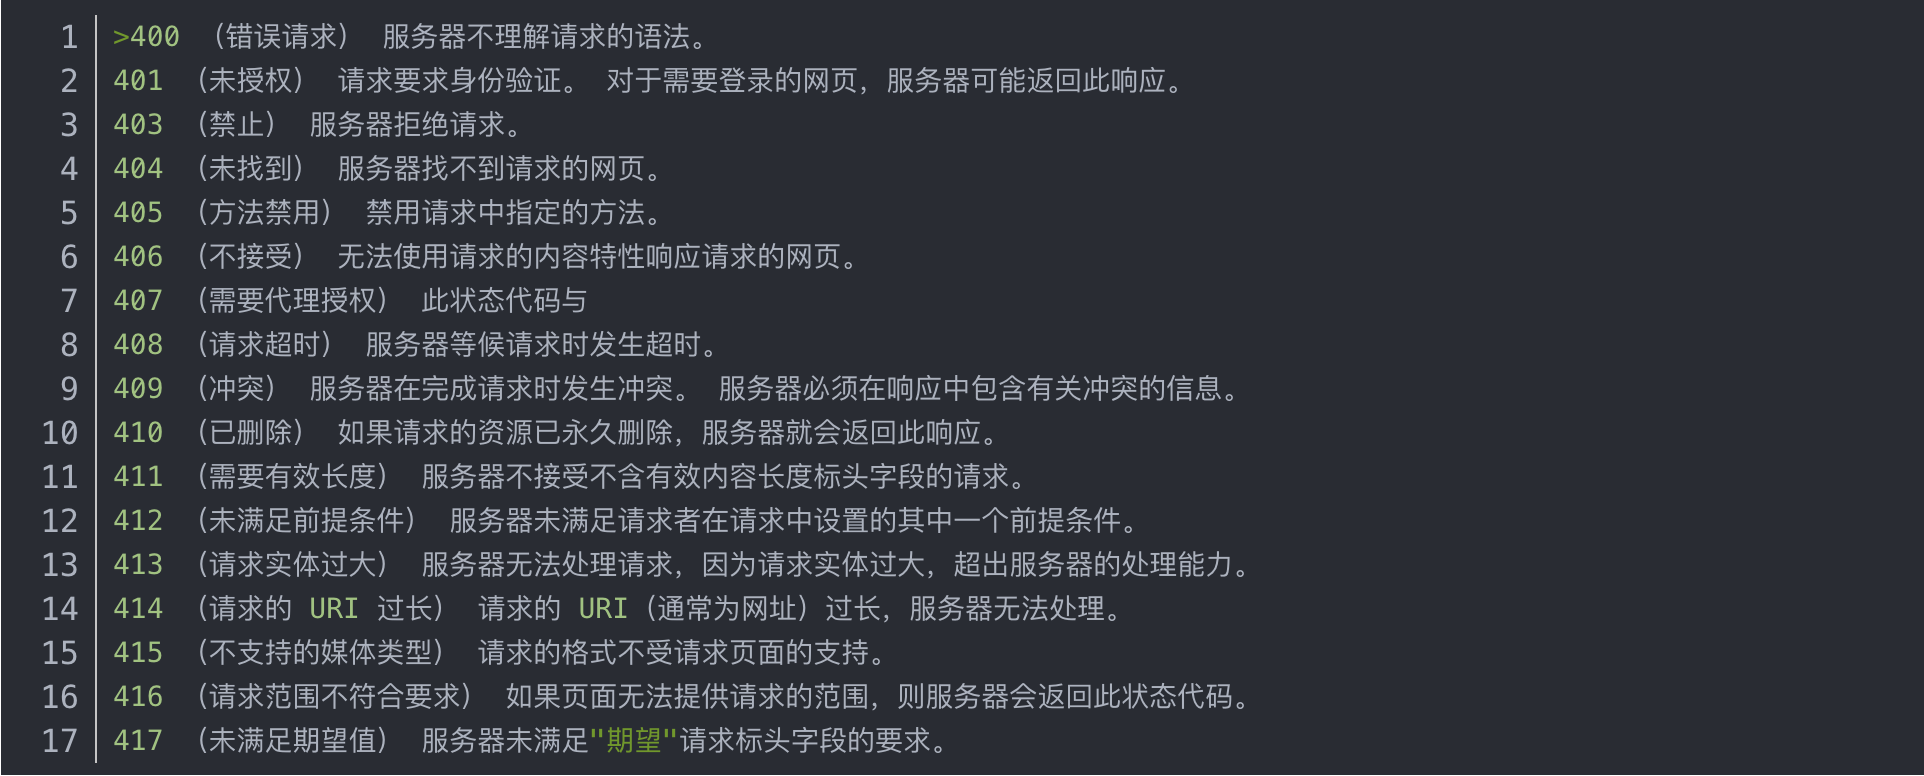 1 >400 （错误请求） 服务器不理解请求的语法。
2 401 （未授权） 请求要求身份验证。 对于需要登录的网页，服务器可能返回此响应。
3 403 （禁止） 服务器拒绝请求。
4 404 （未找到） 服务器找不到请求的网页。
5 405 （方法禁用） 禁用请求中指定的方法。
6 406 （不接受） 无法使用请求的内容特性响应请求的网页。
7 407 （需要代理授权） 此状态代码与
8 408 （请求超时） 服务器等候请求时发生超时。
9 409 （冲突） 服务器在完成请求时发生冲突。 服务器必须在响应中包含有关冲突的信息。
10 410 （已删除） 如果请求的资源已永久删除，服务器就会返回此响应。
11 411 （需要有效长度） 服务器不接受不含有效内容长度标头字段的请求。
12 412 （未满足前提条件） 服务器未满足请求者在请求中设置的其中一个前提条件。
13 413 （请求实体过大） 服务器无法处理请求，因为请求实体过大，超出服务器的处理能力。
14 414 （请求的 URI 过长） 请求的 URI（通常为网址）过长，服务器无法处理。
15 415 （不支持的媒体类型） 请求的格式不受请求页面的支持。
16 416 （请求范围不符合要求） 如果页面无法提供请求的范围，则服务器会返回此状态代码。
17 417 （未满足期望值） 服务器未满足"期望"请求标头字段的要求。